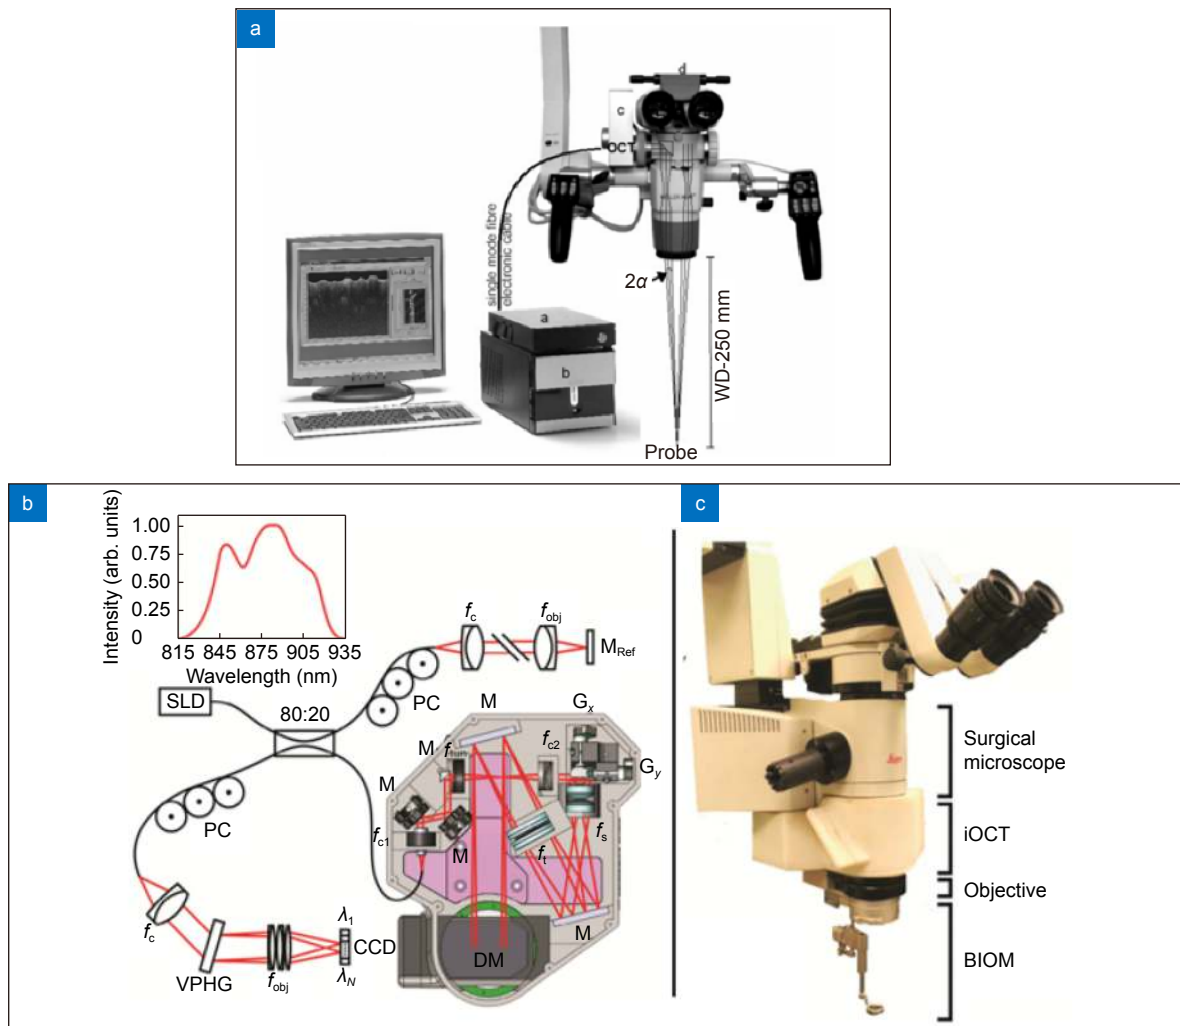 a
d
c
OCT
single mode fibre
electronic cable
a
b
2α
WD-250 mm
Probe
b
Intensity (arb. units)
1.00
0.75
0.50
0.25
0
815 845 875 905 935
Wavelength (nm)
fc
fobj
MRef
PC
SLD
80:20
M
Gx
M
fc2
Gy
M
PC
fc1
M
ft
fs
M
fc
λ1
CCD
λN
VPHG
fobj
DM
c
Surgical
microscope
iOCT
Objective
BIOM